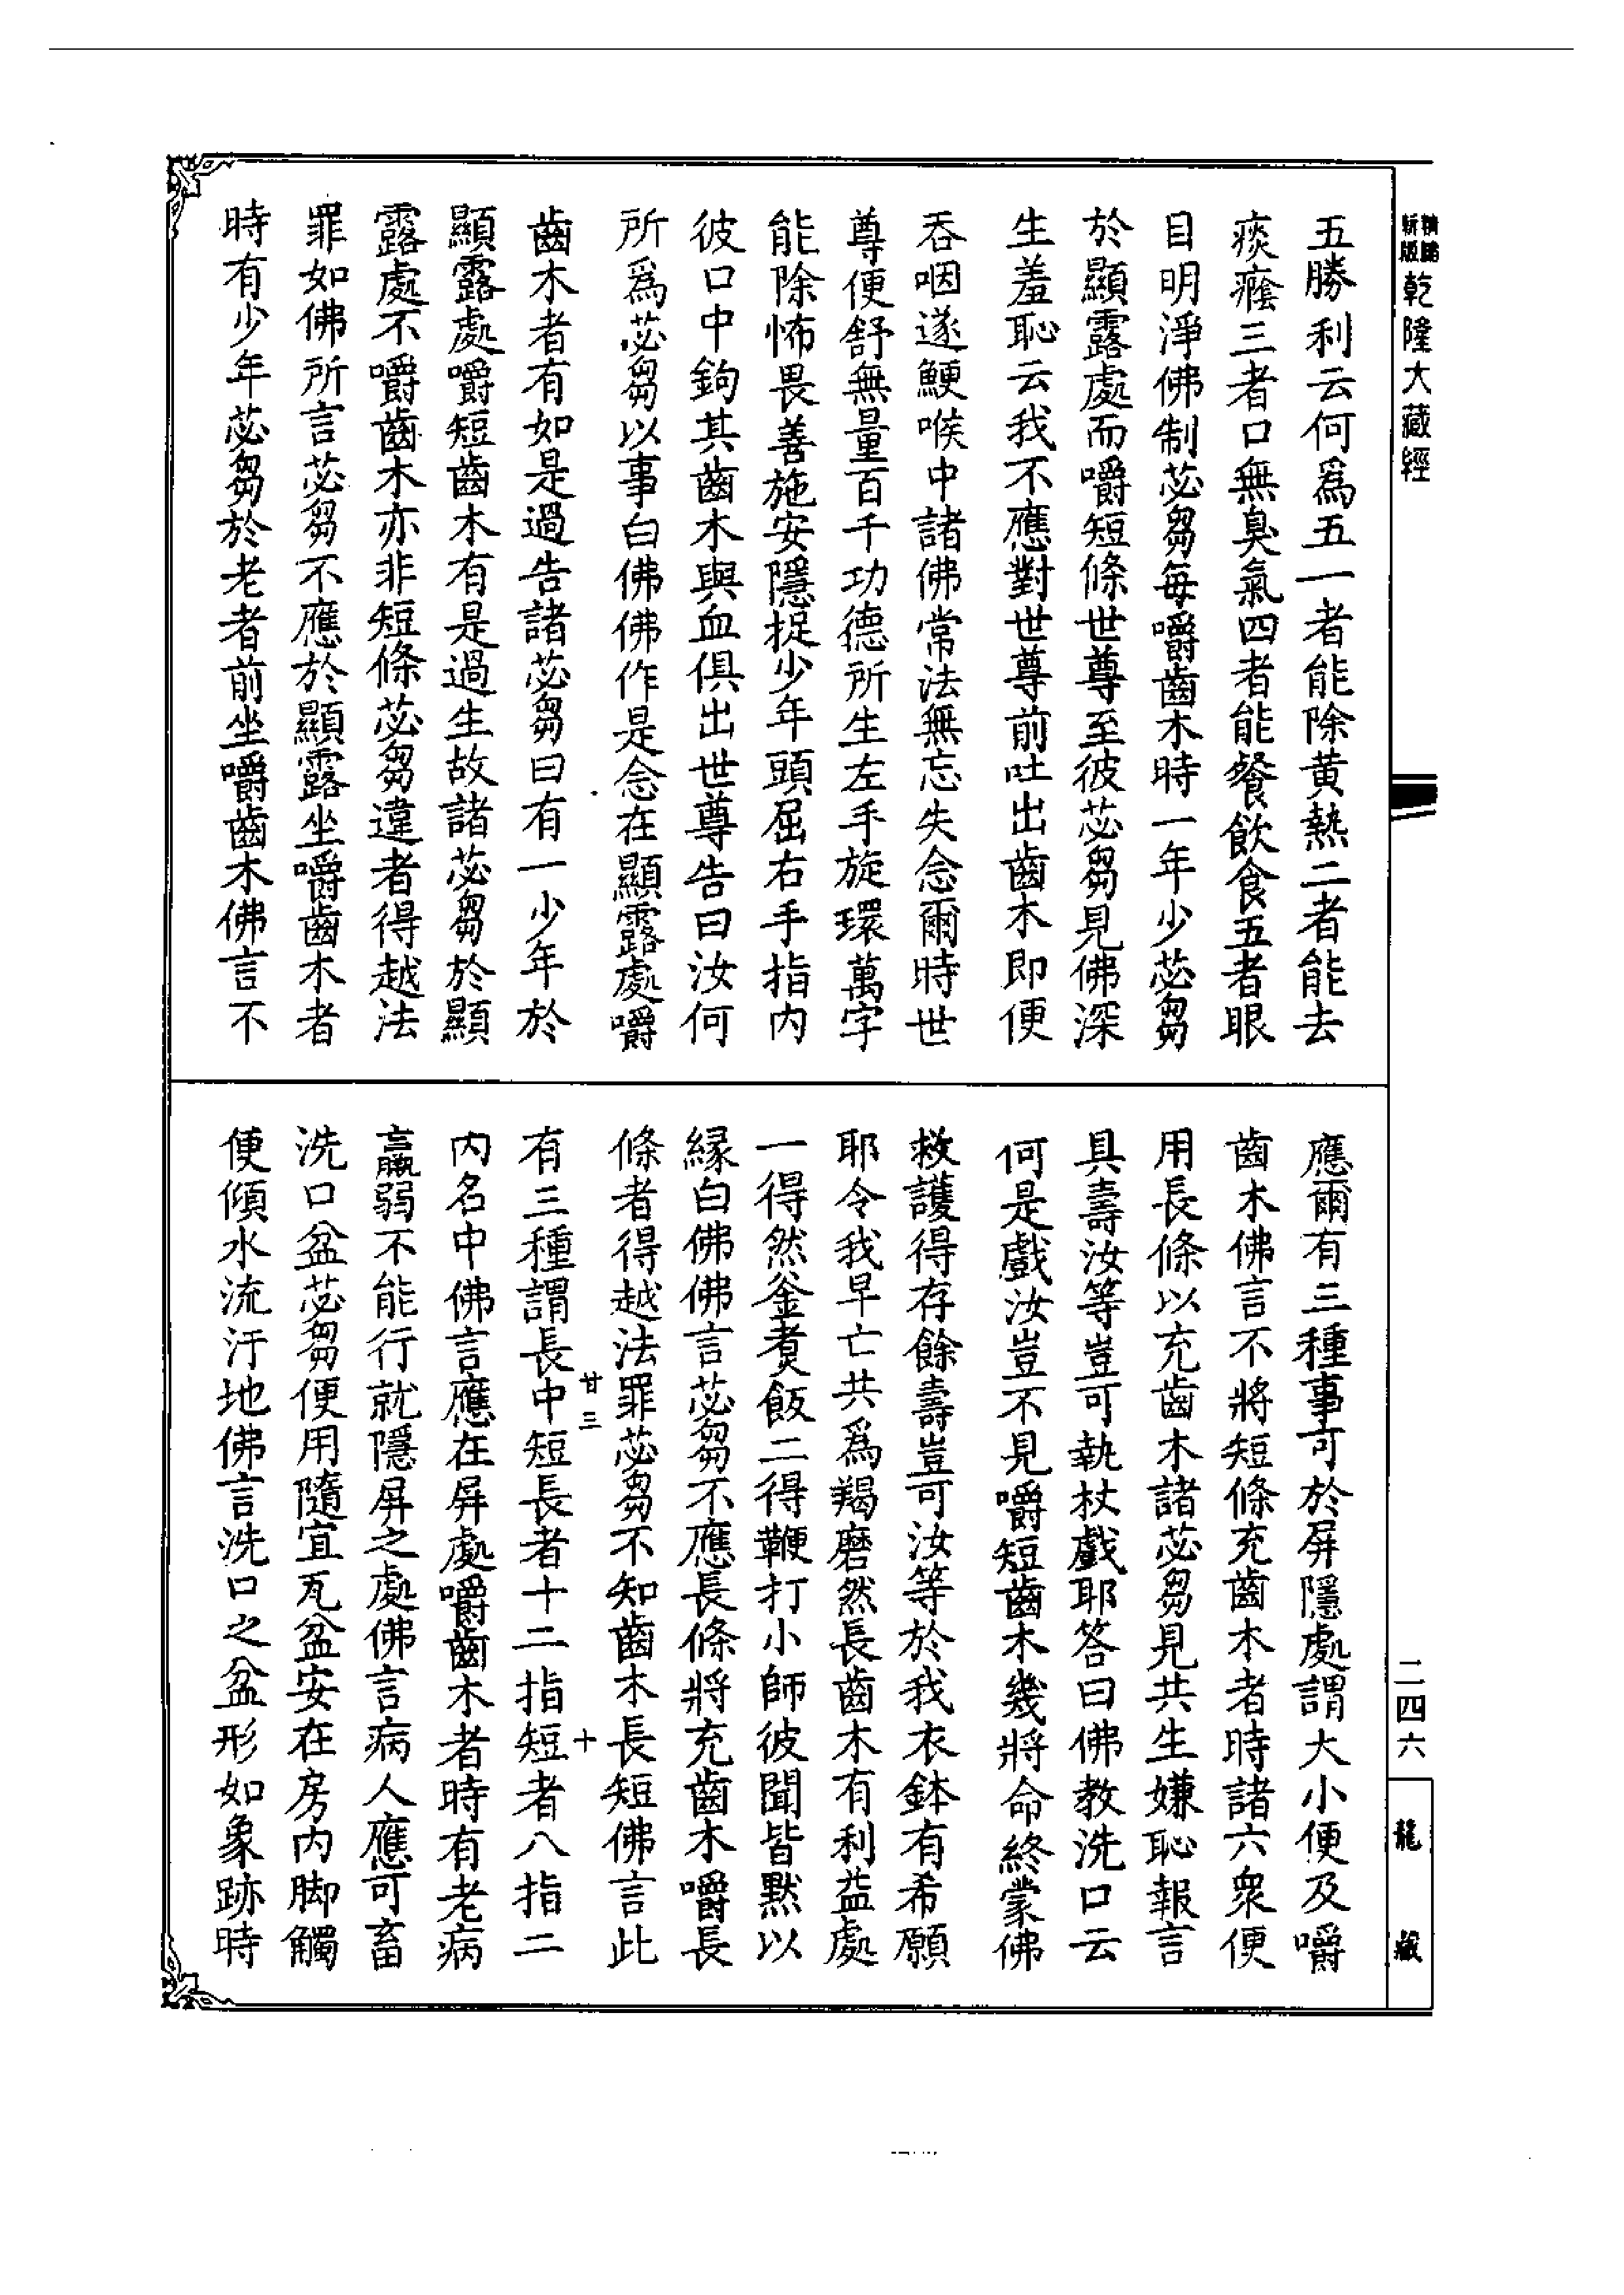 精編
新版
乾隆大藏經
五勝利云何爲五一者能除黃熱二者能去
痰癊三者口無臭氣四者能餐飲食五者眼
目明淨佛制苾芻每嚼齒木時一年少苾芻
於顯露處而嚼短條世尊至彼苾芻見佛深
生羞恥云我不應對世尊前吐出齒木即便
吞咽遂鯁喉中諸佛常法無忘失念爾時世
尊便舒無量百千功德所生左手旋環萬字
能除怖畏善施安隱捉少年頭屈右手指內
彼口中鉤其齒木與血俱出世尊告曰汝何
所爲苾芻以事白佛佛作是念在顯露處嚼
齒木者有如是過告諸苾芻曰有一少年於
顯露處嚼短齒木有是過生故諸苾芻於顯
露處不嚼齒木亦非短條苾芻違者得越法
罪如佛所言苾芻不應於顯露坐嚼齒木者
時有少年苾芻於老者前坐嚼齒木佛言不
應爾有三種事可於屏隱處謂大小便及嚼
齒木佛言不將短條充齒木者時諸六衆便
用長條以充齒木諸苾芻見共生嫌恥報言
具壽汝等豈可執杖戲耶答曰佛教洗口云
何是戲汝豈不見嚼短齒木幾將命終蒙佛
救護得存餘壽豈可汝等於我衣鉢有希願
耶令我早亡共爲羯磨然長齒木有利益處
一得然釜煑飯二得鞭打小師彼聞皆默以
緣白佛佛言苾芻不應長條將充齒木嚼長
條者得越法罪苾芻不知齒木長短佛言此
廿三
十
有三種謂長中短長者十二指短者八指二
內名中佛言應在屏處嚼齒木者時有老病
羸弱不能行就隱屏之處佛言病人應可畜
洗口盆苾芻便用隨宜瓦盆安在房內脚觸
便傾水流汙地佛言洗口之盆形如象跡時
二四六
龍
藏